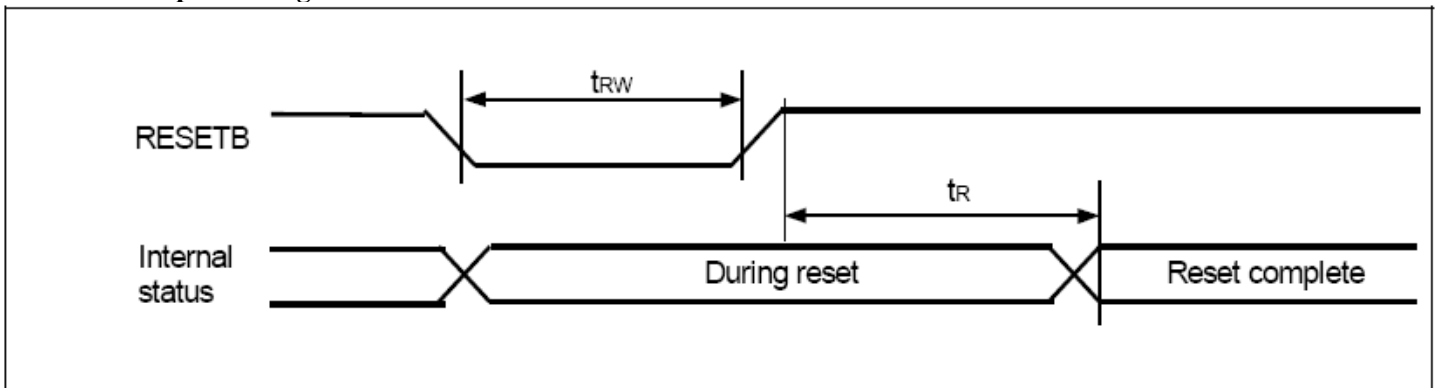 tRW
RESETB
tR
Internal
status
During reset
Reset complete